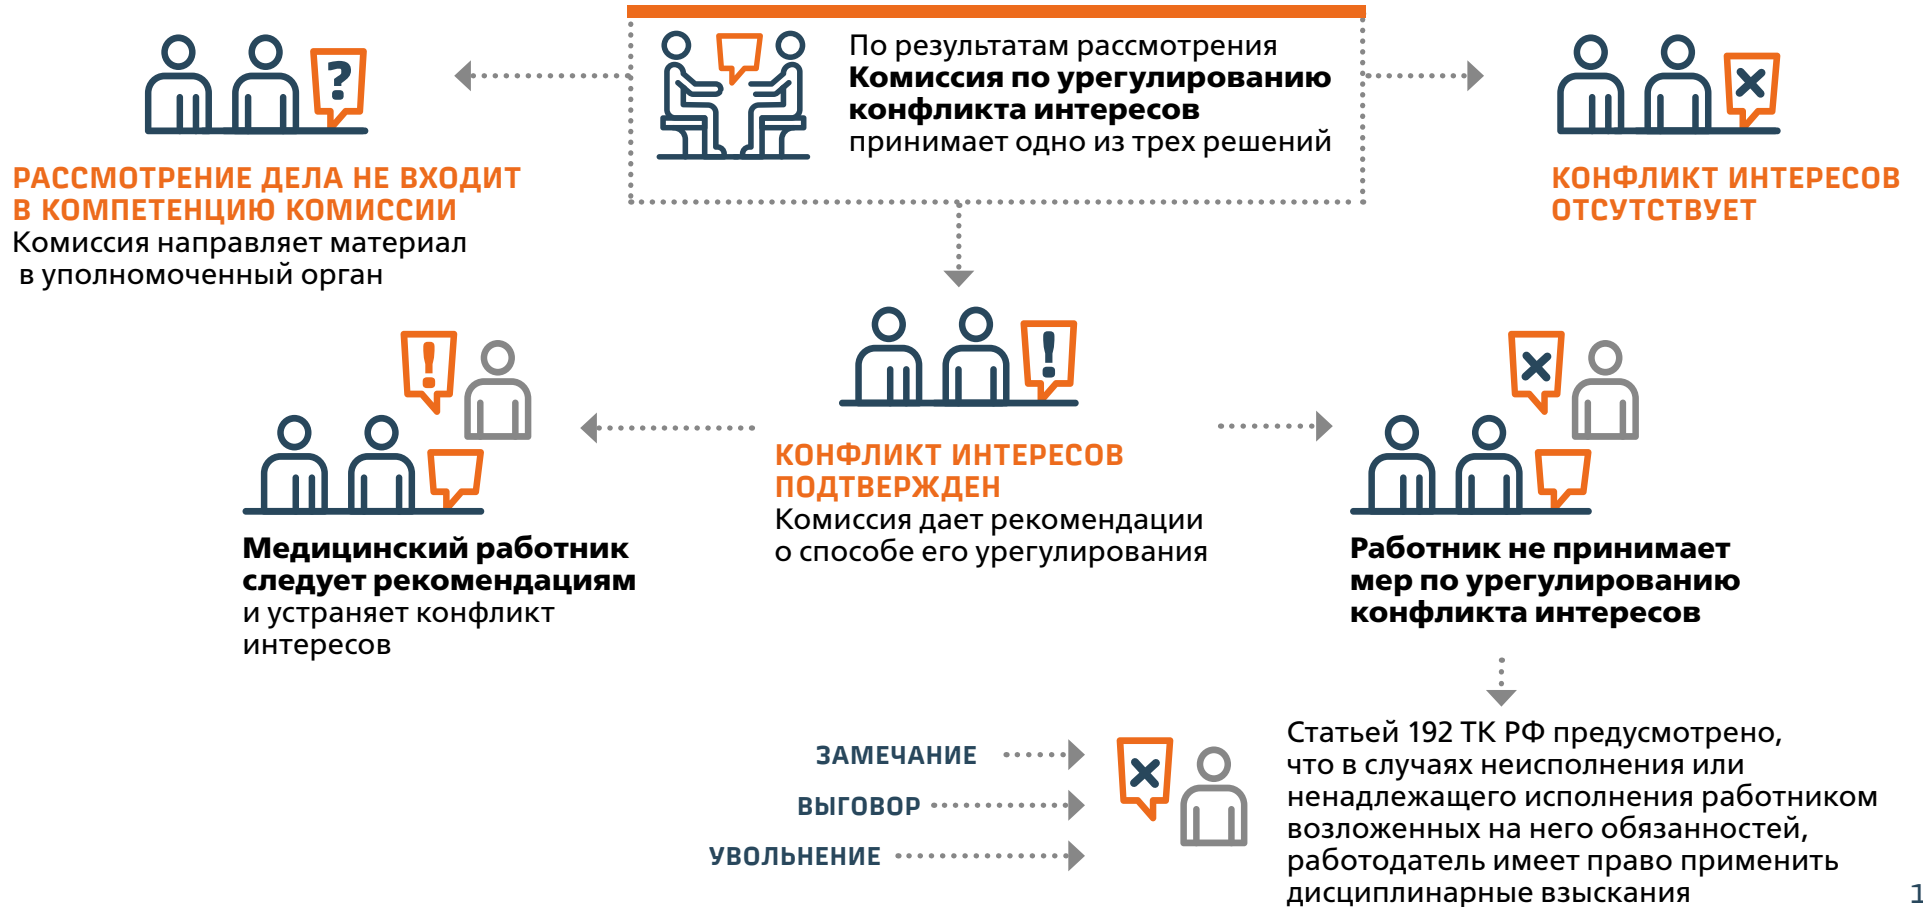 По результатам рассмотрения
Комиссия по урегулированию
конфликта интересов
принимает одно из трех решений
?
РАССМОТРЕНИЕ ДЕЛА НЕ ВХОДИТ
В КОМПЕТЕНЦИЮ КОМИССИИ
Комиссия направляет материал
в уполномоченный орган
КОНФЛИКТ ИНТЕРЕСОВ
ОТСУТСТВУЕТ
!
КОНФЛИКТ ИНТЕРЕСОВ
ПОДТВЕРЖДЕН
Комиссия дает рекомендации
о способе его урегулирования
!
Медицинский работник
следует рекомендациям
и устраняет конфликт
интересов
Работник не принимает
мер по урегулированию
конфликта интересов
ЗАМЕЧАНИЕ
ВЫГОВОР
УВОЛЬНЕНИЕ
Статьей 192 ТК РФ предусмотрено,
что в случаях неисполнения или
ненадлежащего исполнения работником
возложенных на него обязанностей,
работодатель имеет право применить
дисциплинарные взыскания
1